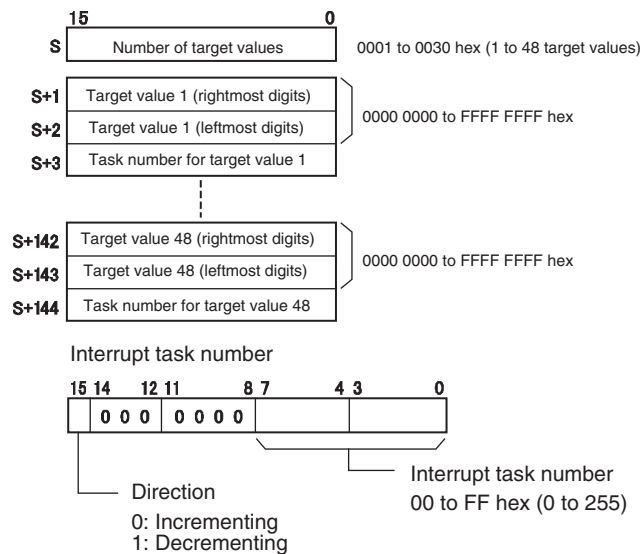 15 0
S Number of target values 0001 to 0030 hex (1 to 48 target values)
S+1 Target value 1 (rightmost digits)
0000 0000 to FFFF FFFF hex
S+2 Target value 1 (leftmost digits)
S+3 Task number for target value 1
S+142 Target value 48 (rightmost digits)
0000 0000 to FFFF FFFF hex
S+143 Target value 48 (leftmost digits)
S+144 Task number for target value 48
Interrupt task number
15 14 12 11 8 7 4 3 0
0 0 0 0 0 0 0
Interrupt task number
00 to FF hex (0 to 255)
Direction
0: Incrementing
1: Decrementing